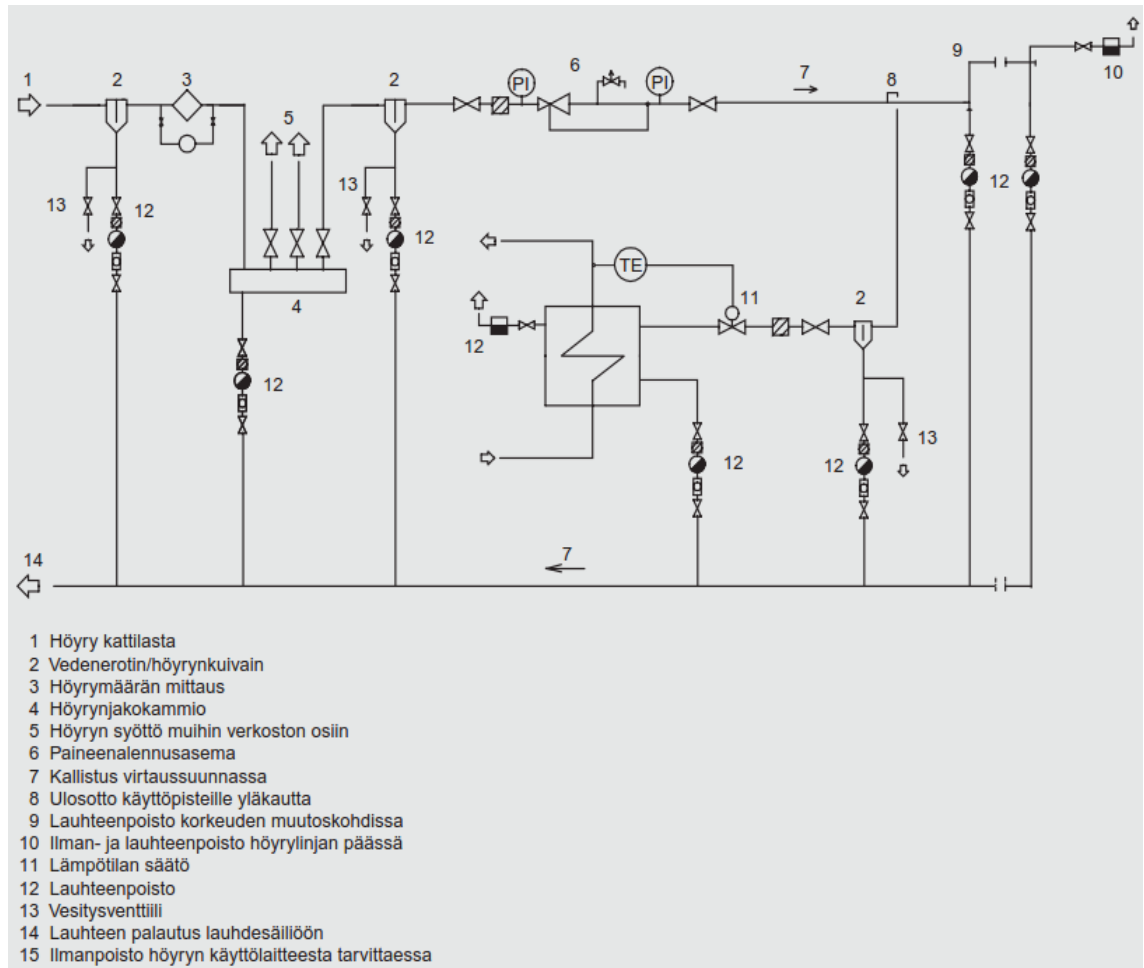 9
10
1
2
3
2
PI
6
PI
7
8
5
13
12
13
12
12
4
TE
11
2
12
12
12
12
13
14
7
1 Höyry kattilasta
2 Vedenerotin/höyrynkuivain
3 Höyrymäärän mittaus
4 Höyrynjakokammio
5 Höyryn syöttö muihin verkoston osiin
6 Paineenalennusasema
7 Kallistus virtaussuunnassa
8 Ulosotto käyttöpisteille yläkautta
9 Lauhteenpoisto korkeuden muutoskohdissa
10 Ilman- ja lauhteenpoisto höyrylinjan päässä
11 Lämpötilan säätö
12 Lauhteenpoisto
13 Vesitysventtiili
14 Lauhteen palautus lauhdesäiliöön
15 Ilmanpoisto höyryn käyttölaitteesta tarvittaessa